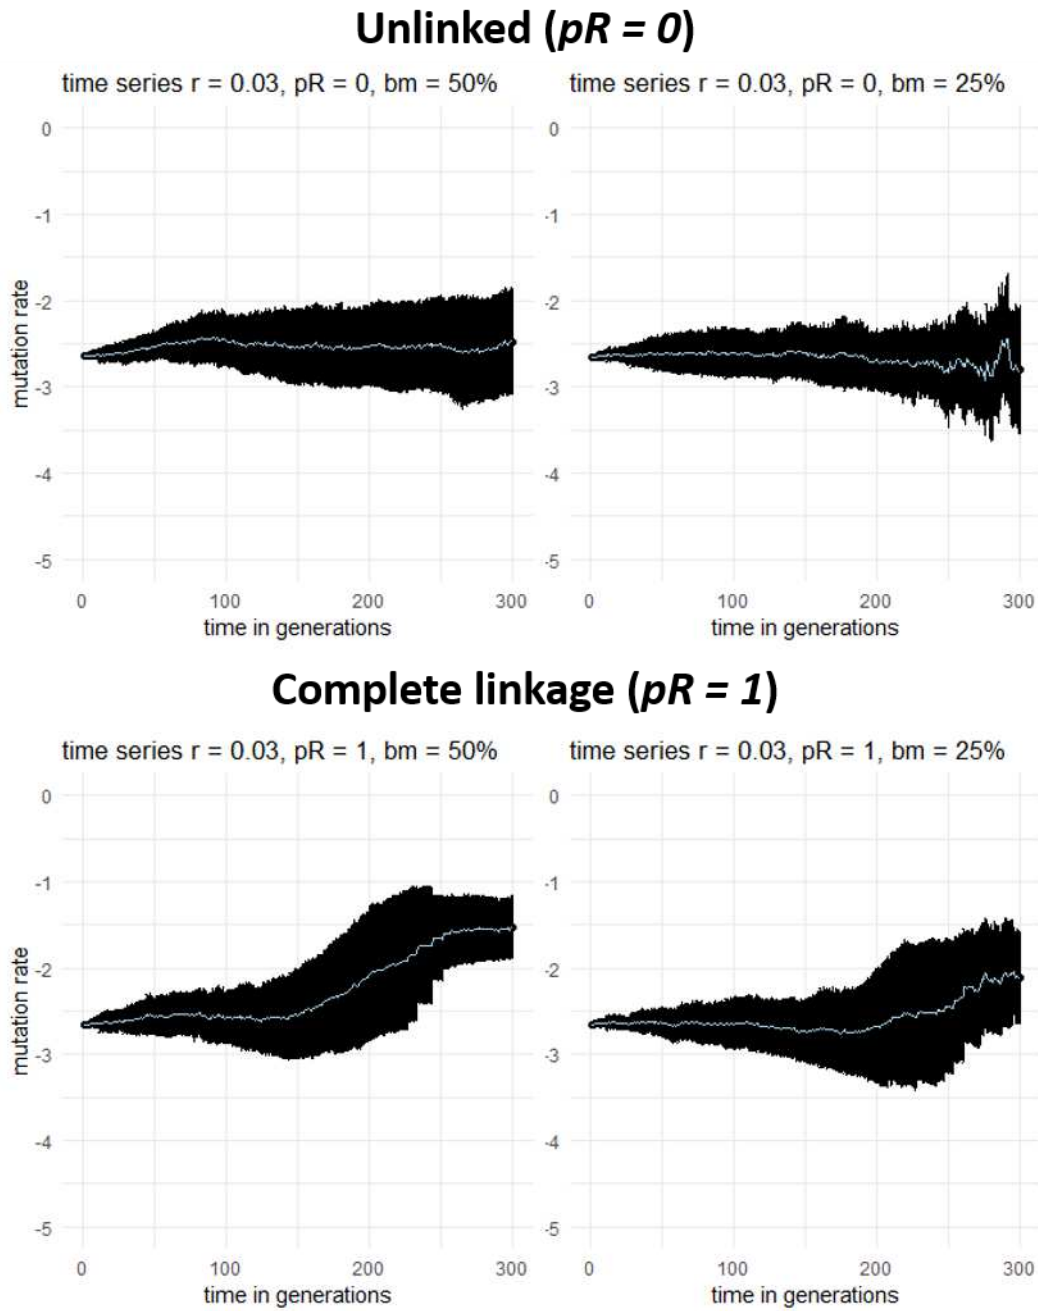 Unlinked (pR = 0)
time series r = 0.03, pR = 0, bm = 50%
time series r = 0.03, pR = 0, bm = 25%
mutation rate
0
-1
-2
-3
-4
-5
0 100 200 300
time in generations
0
-1
-2
-3
-4
-5
0 100 200 300
time in generations
Complete linkage (pR = 1)
time series r = 0.03, pR = 1, bm = 50%
time series r = 0.03, pR = 1, bm = 25%
mutation rate
0
-1
-2
-3
-4
-5
0 100 200 300
time in generations
0
-1
-2
-3
-4
-5
0 100 200 300
time in generations